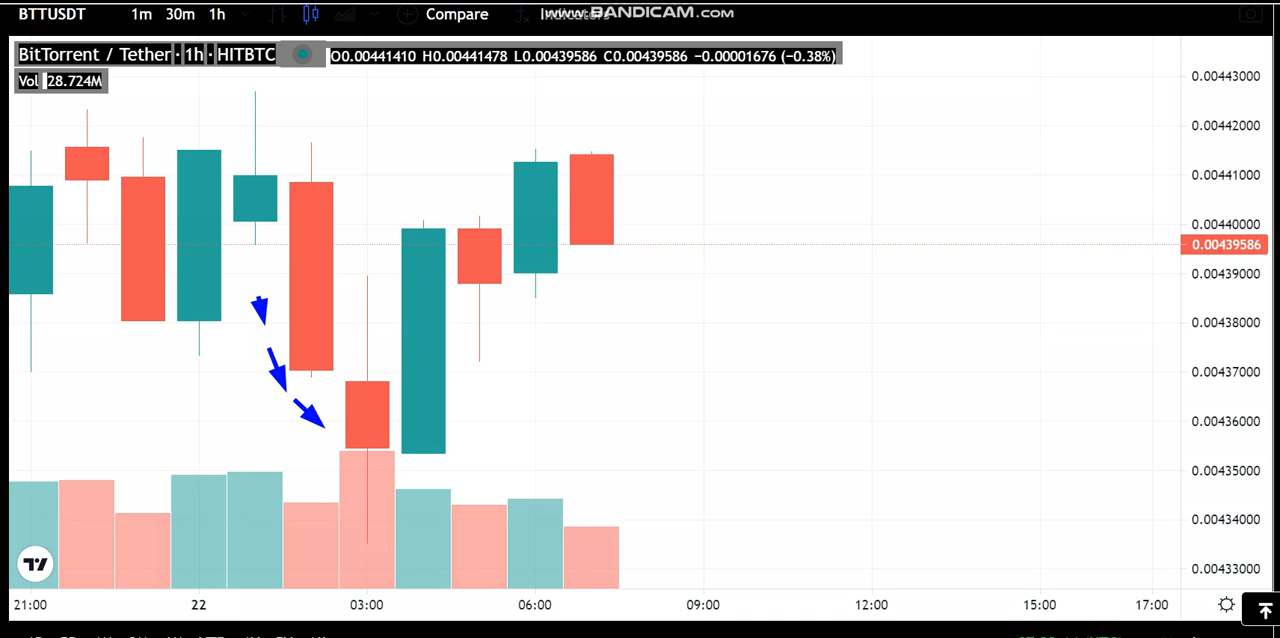 BTTUSDT 1m 30m 1h Compare
www.BANDICAM.com
BitTorrent / Tether · 1h · HITBTC O0.00441410 H0.00441478 L0.00439586 C0.00439586 −0.00001676 (−0.38%)
Vol 28.724M
0.00443000
0.00442000
0.00441000
0.00440000
0.00439586
0.00439000
0.00438000
0.00437000
0.00436000
0.00435000
0.00434000
0.00433000
21:00 22 03:00 06:00 09:00 12:00 15:00 17:00